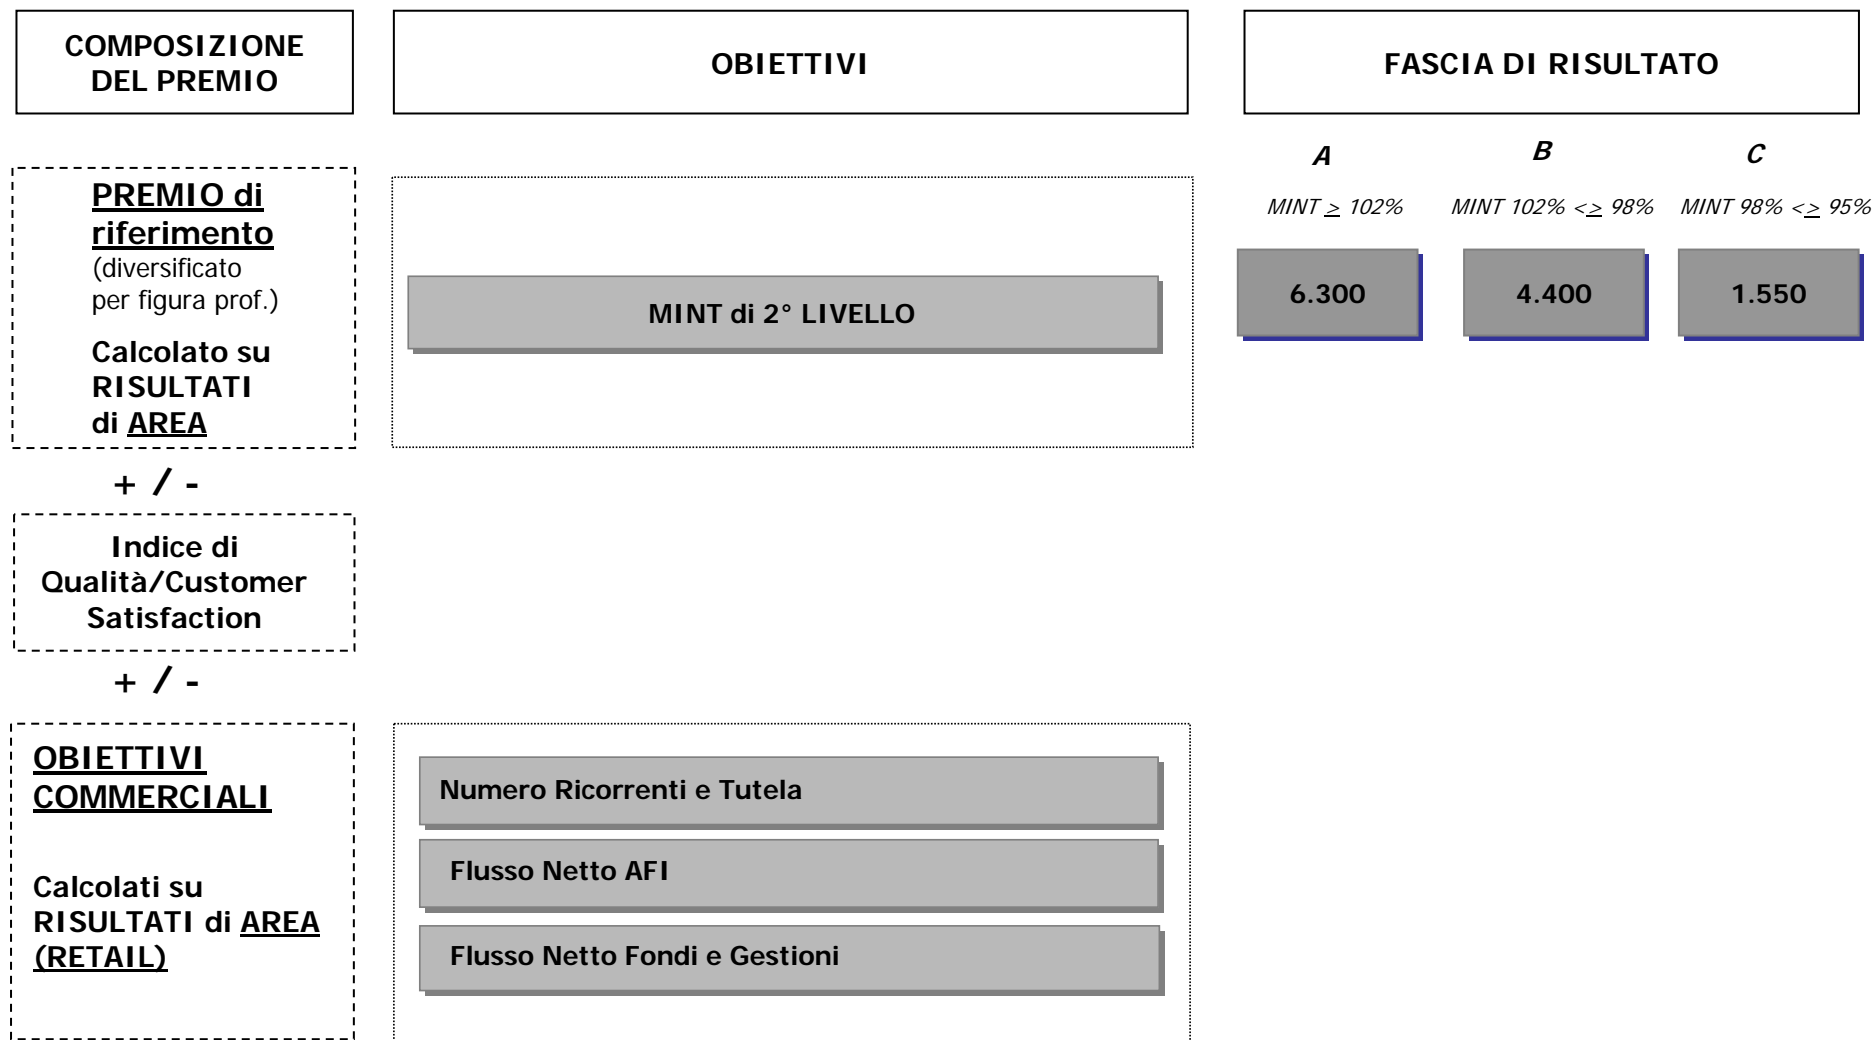 COMPOSIZIONE
DEL PREMIO
OBIETTIVI
FASCIA DI RISULTATO
A
B
C
MINT ≥ 102%
MINT 102% <≥ 98%
MINT 98% <≥ 95%
PREMIO di
riferimento
(diversificato
per figura prof.)
Calcolato su
RISULTATI
di AREA
MINT di 2° LIVELLO
6.300
4.400
1.550
+ / -
Indice di
Qualità/Customer
Satisfaction
+ / -
OBIETTIVI
COMMERCIALI
Calcolati su
RISULTATI di AREA
(RETAIL)
Numero Ricorrenti e Tutela
Flusso Netto AFI
Flusso Netto Fondi e Gestioni